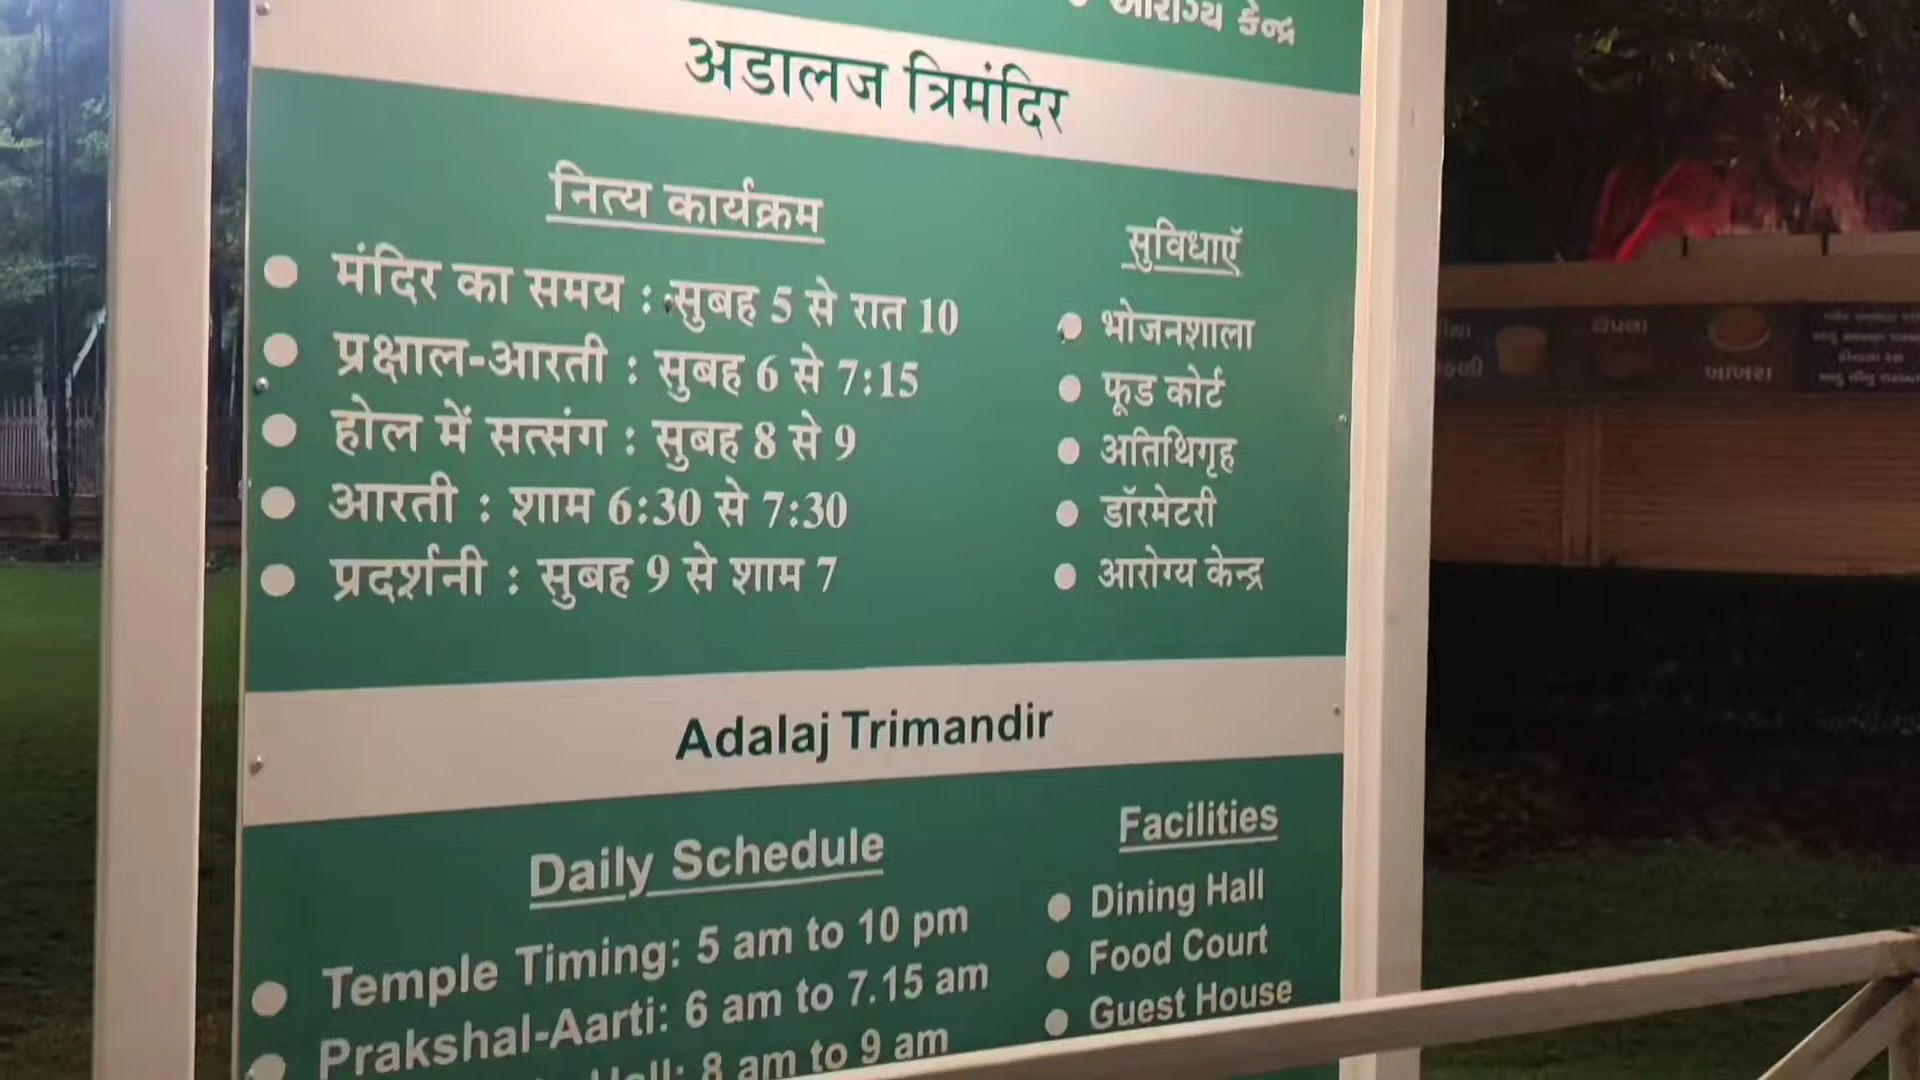 આરોગ્ય કેન્દ્ર
अडालज त्रिमंदिर
नित्य कार्यक्रम
मंदिर का समय : सुबह 5 से रात 10
प्रक्षाल-आरती : सुबह 6 से 7:15
होल में सत्संग : सुबह 8 से 9
आरती : शाम 6:30 से 7:30
प्रदर्शनी : सुबह 9 से शाम 7
सुविधाएँ
भोजनशाला
फूड कोर्ट
अतिथिगृह
डॉरमेटरी
आरोग्य केन्द्र
Adalaj Trimandir
Daily Schedule
Temple Timing: 5 am to 10 pm
Prakshal-Aarti: 6 am to 7.15 am
Hall: 8 am to 9 am
Facilities
Dining Hall
Food Court
Guest House
ખાખરા